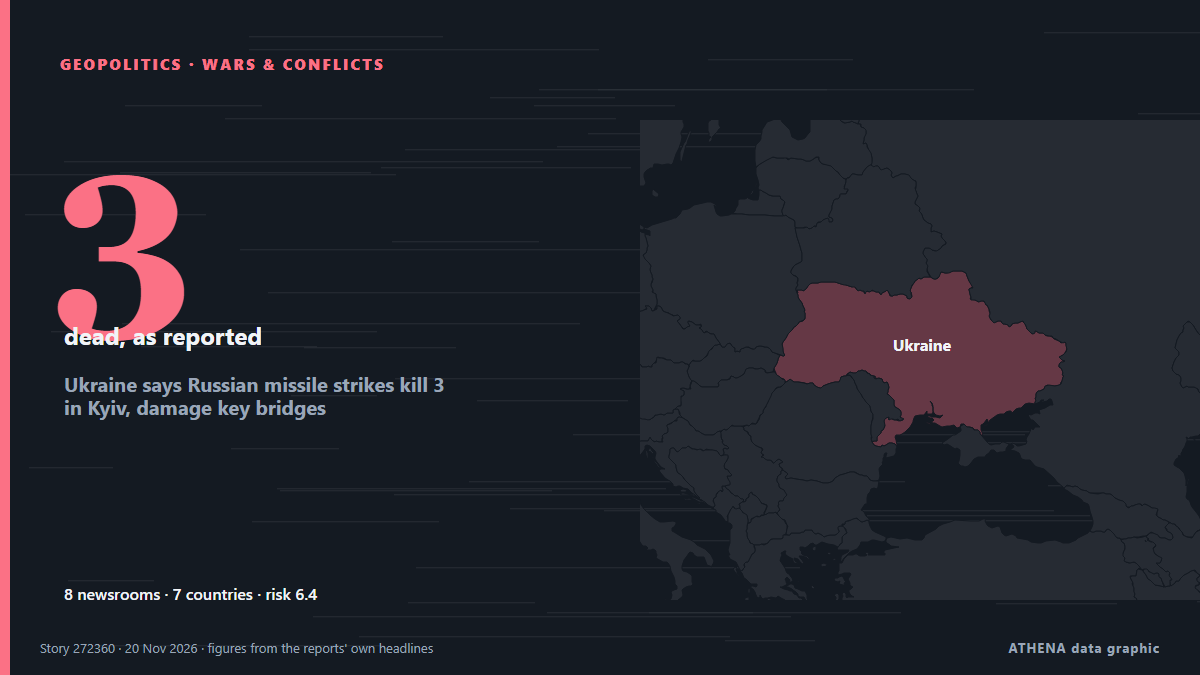 GEOPOLITICS · WARS & CONFLICTS
3
dead, as reported
Ukraine says Russian missile strikes kill 3
in Kyiv, damage key bridges
Ukraine
8 newsrooms · 7 countries · risk 6.4
Story 272360 · 20 Nov 2026 · figures from the reports' own headlines
ATHENA data graphic